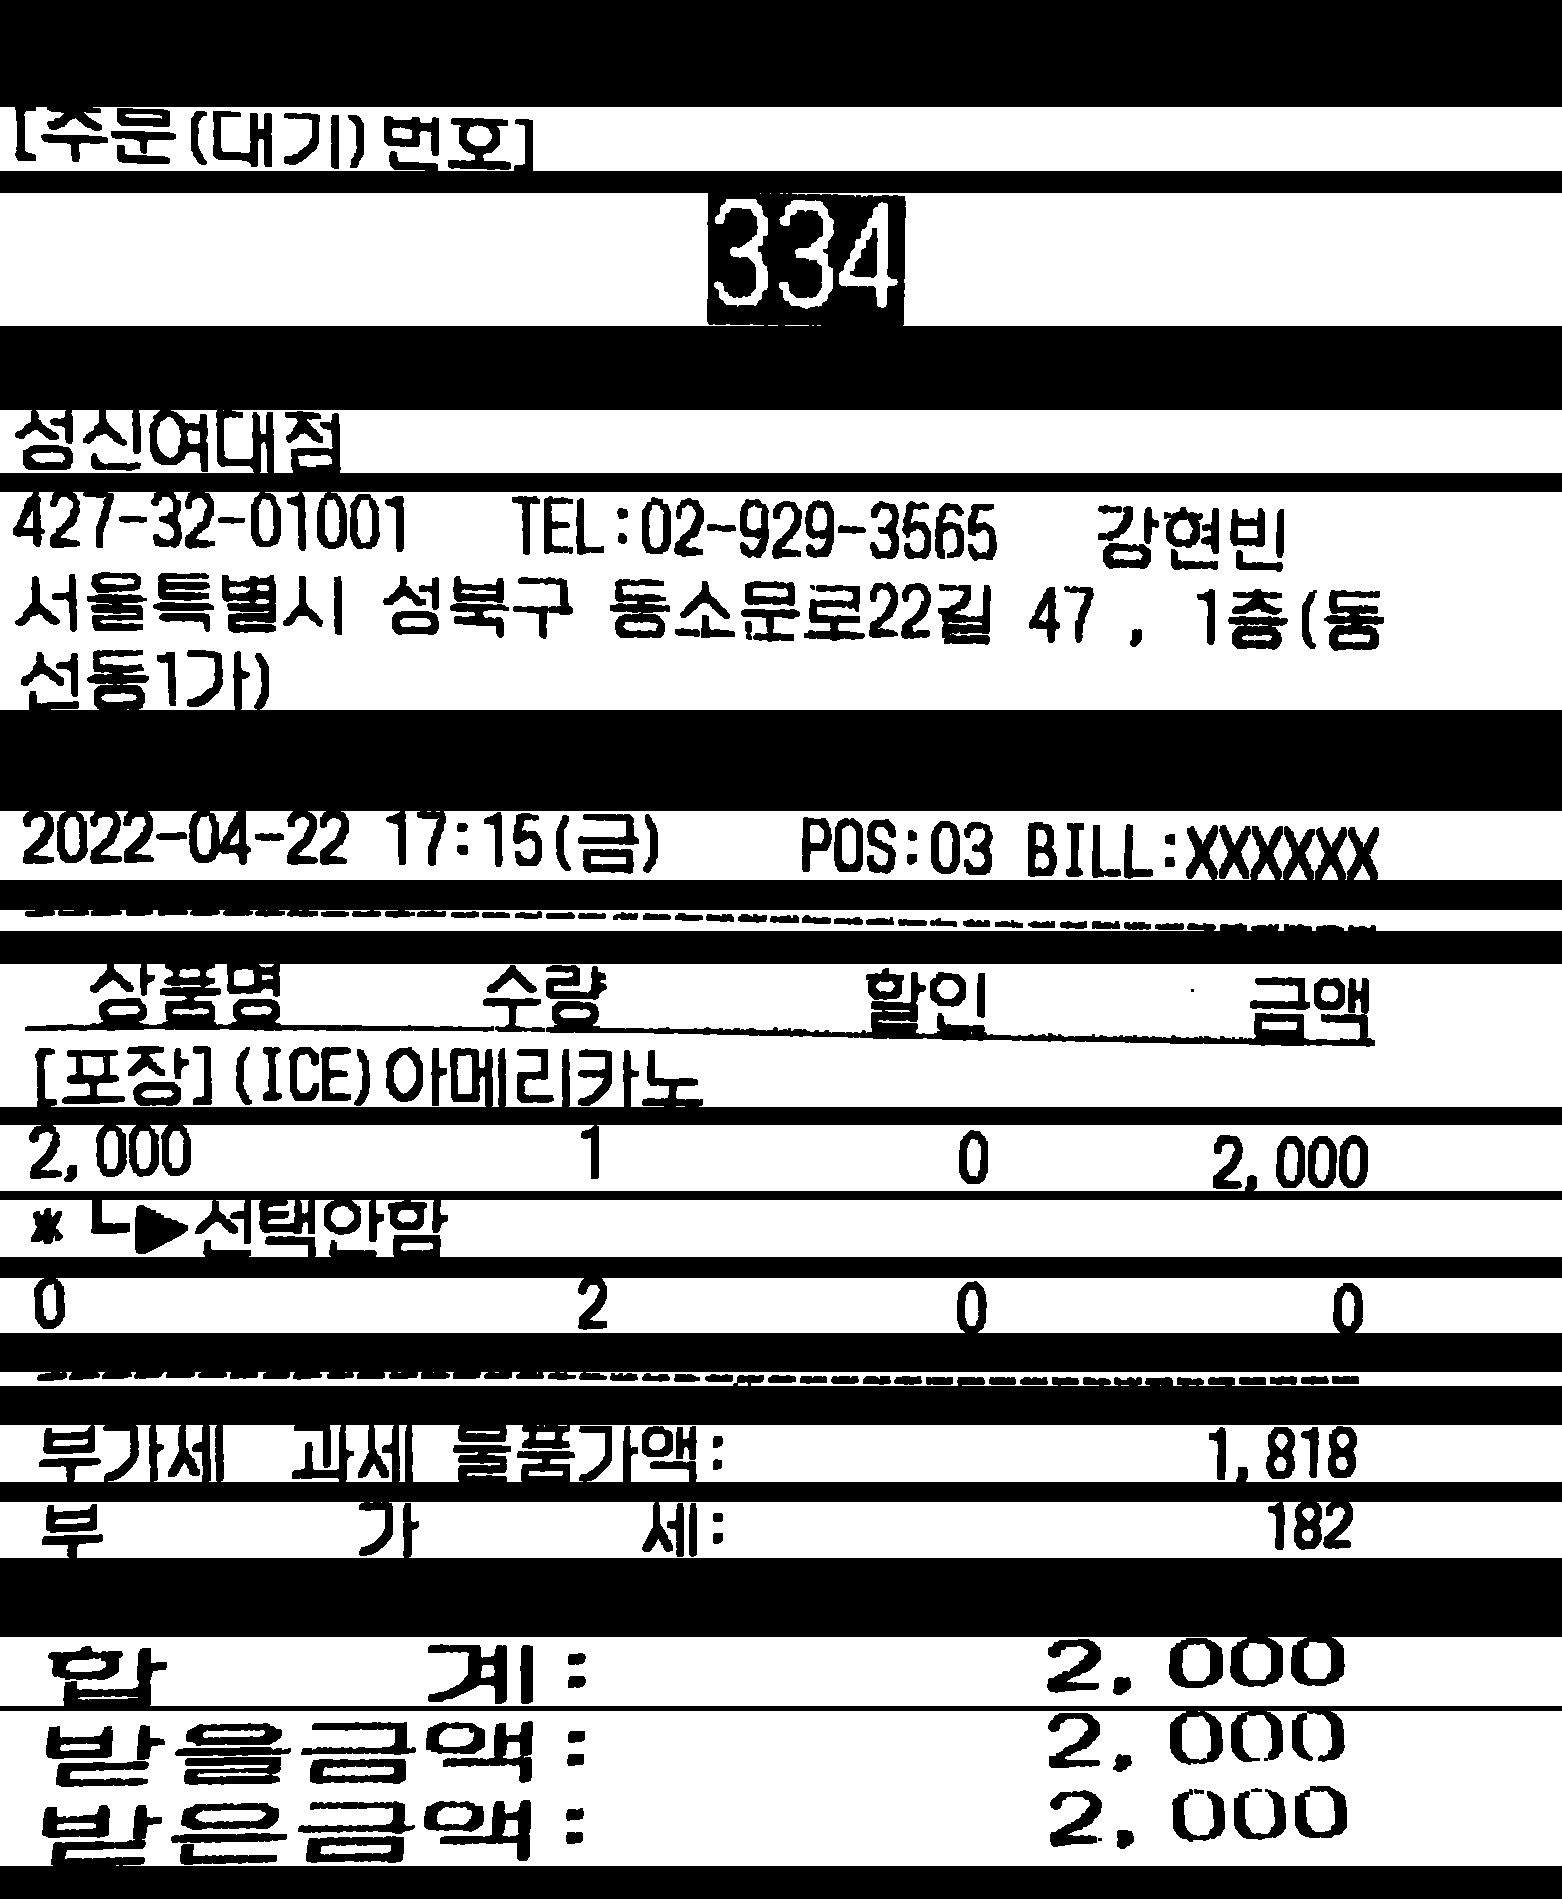 [주문(대기)번호]
334
성신여대점
427-32-01001 TEL:02-929-3565 강현빈
서울특별시 성북구 동소문로22길 47 , 1층(동
선동1가)
2022-04-22 17:15(금) POS:03 BILL:XXXXXX
상품명 수량 할인 금액
[포장](ICE)아메리카노
2,000 1 0 2,000
* ┗▶선택안함
0 2 0 0
부가세 과세 물품가액: 1,818
부 가 세: 182
합 계: 2,000
받을금액: 2,000
받은금액: 2,000